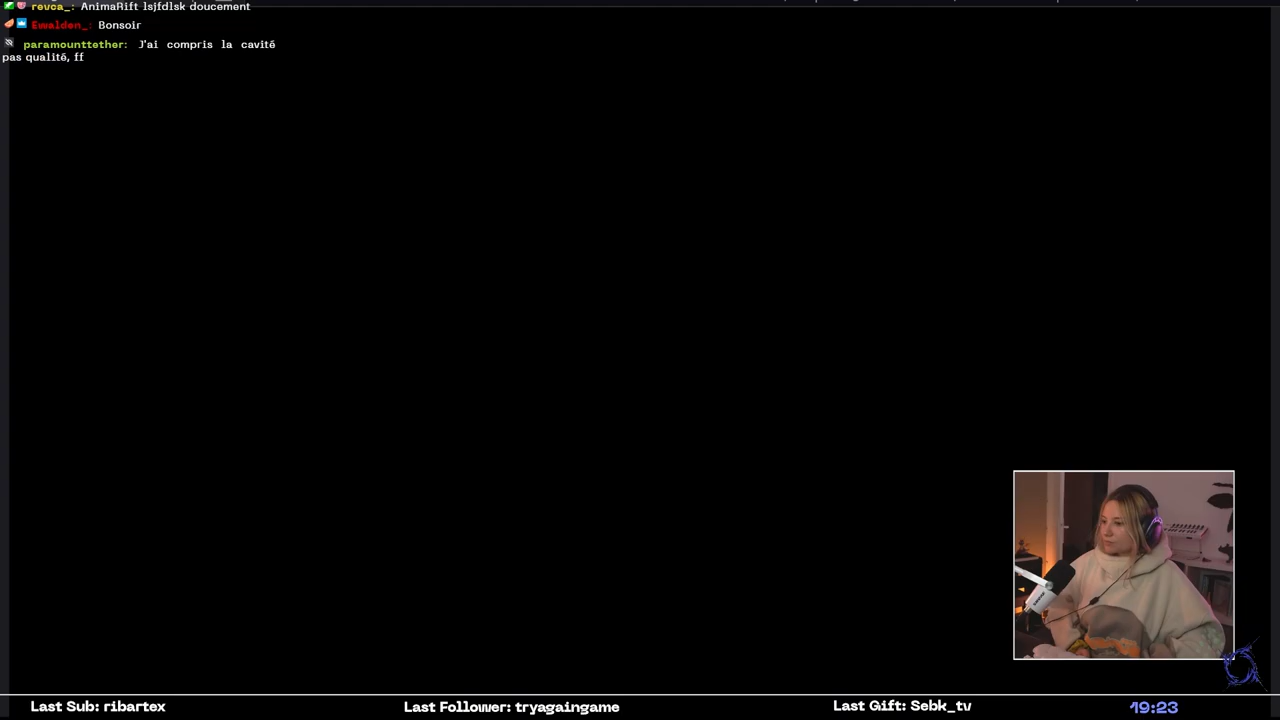 revca_: AnimaRift lsjfdlsk doucement
Ewalden_: Bonsoir
paramounttether: J'ai compris la cavité
pas qualité, ff
Last Sub: ribartex
Last Follower: tryagaingame
Last Gift: Sebk_tv
19:23